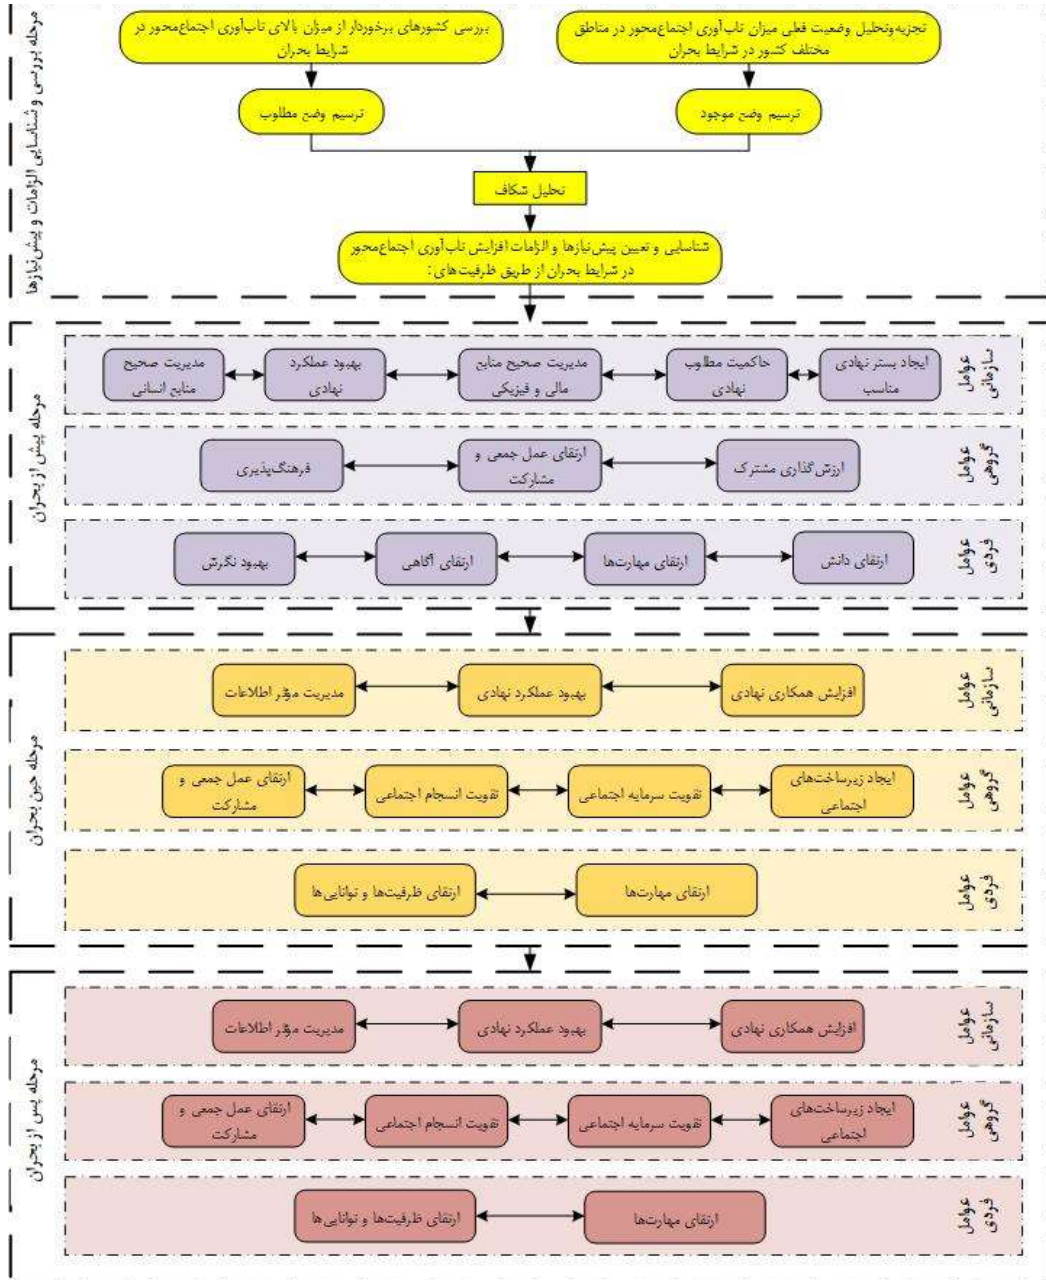 مرحله بررسی و شناسایی الزامات و پیش‌نیازها
تجزیه‌وتحلیل وضعیت فعلی میزان تاب‌آوری اجتماع‌محور در مناطق
مختلف کشور در شرایط بحران
بررسی کشورهای برخوردار از میزان بالای تاب‌آوری اجتماع‌محور در
شرایط بحران
ترسیم وضع موجود
ترسیم وضع مطلوب
تحلیل شکاف
شناسایی و تعیین پیش‌نیازها و الزامات افزایش تاب‌آوری اجتماع‌محور
در شرایط بحران از طریق ظرفیت‌های:
مرحله پیش از بحران
عوامل
سازمانی
ایجاد بستر نهادی
مناسب
حاکمیت مطلوب
نهادی
مدیریت صحیح منابع
مالی و فیزیکی
بهبود عملکرد
نهادی
مدیریت صحیح
منابع انسانی
عوامل
گروهی
ارزش‌گذاری مشترک
ارتقای عمل جمعی و
مشارکت
فرهنگ‌پذیری
عوامل
فردی
ارتقای دانش
ارتقای مهارت‌ها
ارتقای آگاهی
بهبود نگرش
مرحله حین بحران
عوامل
سازمانی
افزایش همکاری نهادی
بهبود عملکرد نهادی
مدیریت مؤثر اطلاعات
عوامل
گروهی
ایجاد زیرساخت‌های
اجتماعی
تقویت سرمایه اجتماعی
تقویت انسجام اجتماعی
ارتقای عمل جمعی و
مشارکت
عوامل
فردی
ارتقای مهارت‌ها
ارتقای ظرفیت‌ها و توانایی‌ها
مرحله پس از بحران
عوامل
سازمانی
افزایش همکاری نهادی
بهبود عملکرد نهادی
مدیریت مؤثر اطلاعات
عوامل
گروهی
ایجاد زیرساخت‌های
اجتماعی
تقویت سرمایه اجتماعی
تقویت انسجام اجتماعی
ارتقای عمل جمعی و
مشارکت
عوامل
فردی
ارتقای مهارت‌ها
ارتقای ظرفیت‌ها و توانایی‌ها